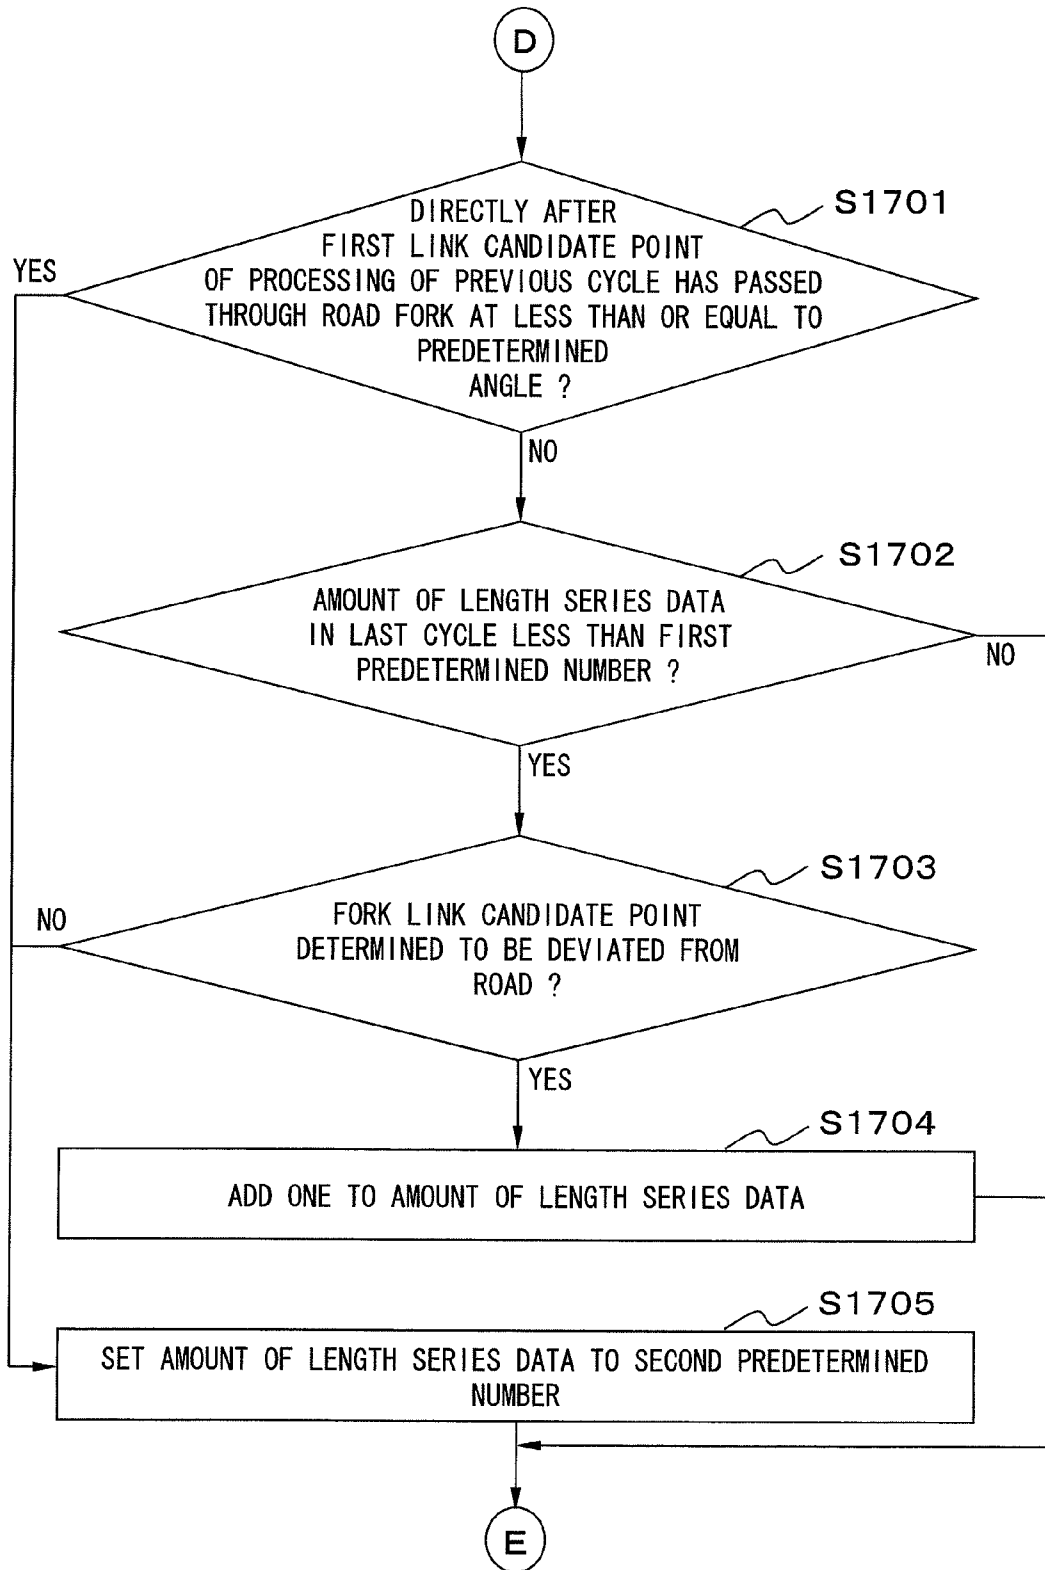 D
S1701
DIRECTLY AFTER
FIRST LINK CANDIDATE POINT
OF PROCESSING OF PREVIOUS CYCLE HAS PASSED
THROUGH ROAD FORK AT LESS THAN OR EQUAL TO
PREDETERMINED
ANGLE ?
YES
NO
S1702
AMOUNT OF LENGTH SERIES DATA
IN LAST CYCLE LESS THAN FIRST
PREDETERMINED NUMBER ?
NO
YES
S1703
FORK LINK CANDIDATE POINT
DETERMINED TO BE DEVIATED FROM
ROAD ?
NO
YES
S1704
ADD ONE TO AMOUNT OF LENGTH SERIES DATA
S1705
SET AMOUNT OF LENGTH SERIES DATA TO SECOND PREDETERMINED
NUMBER
E